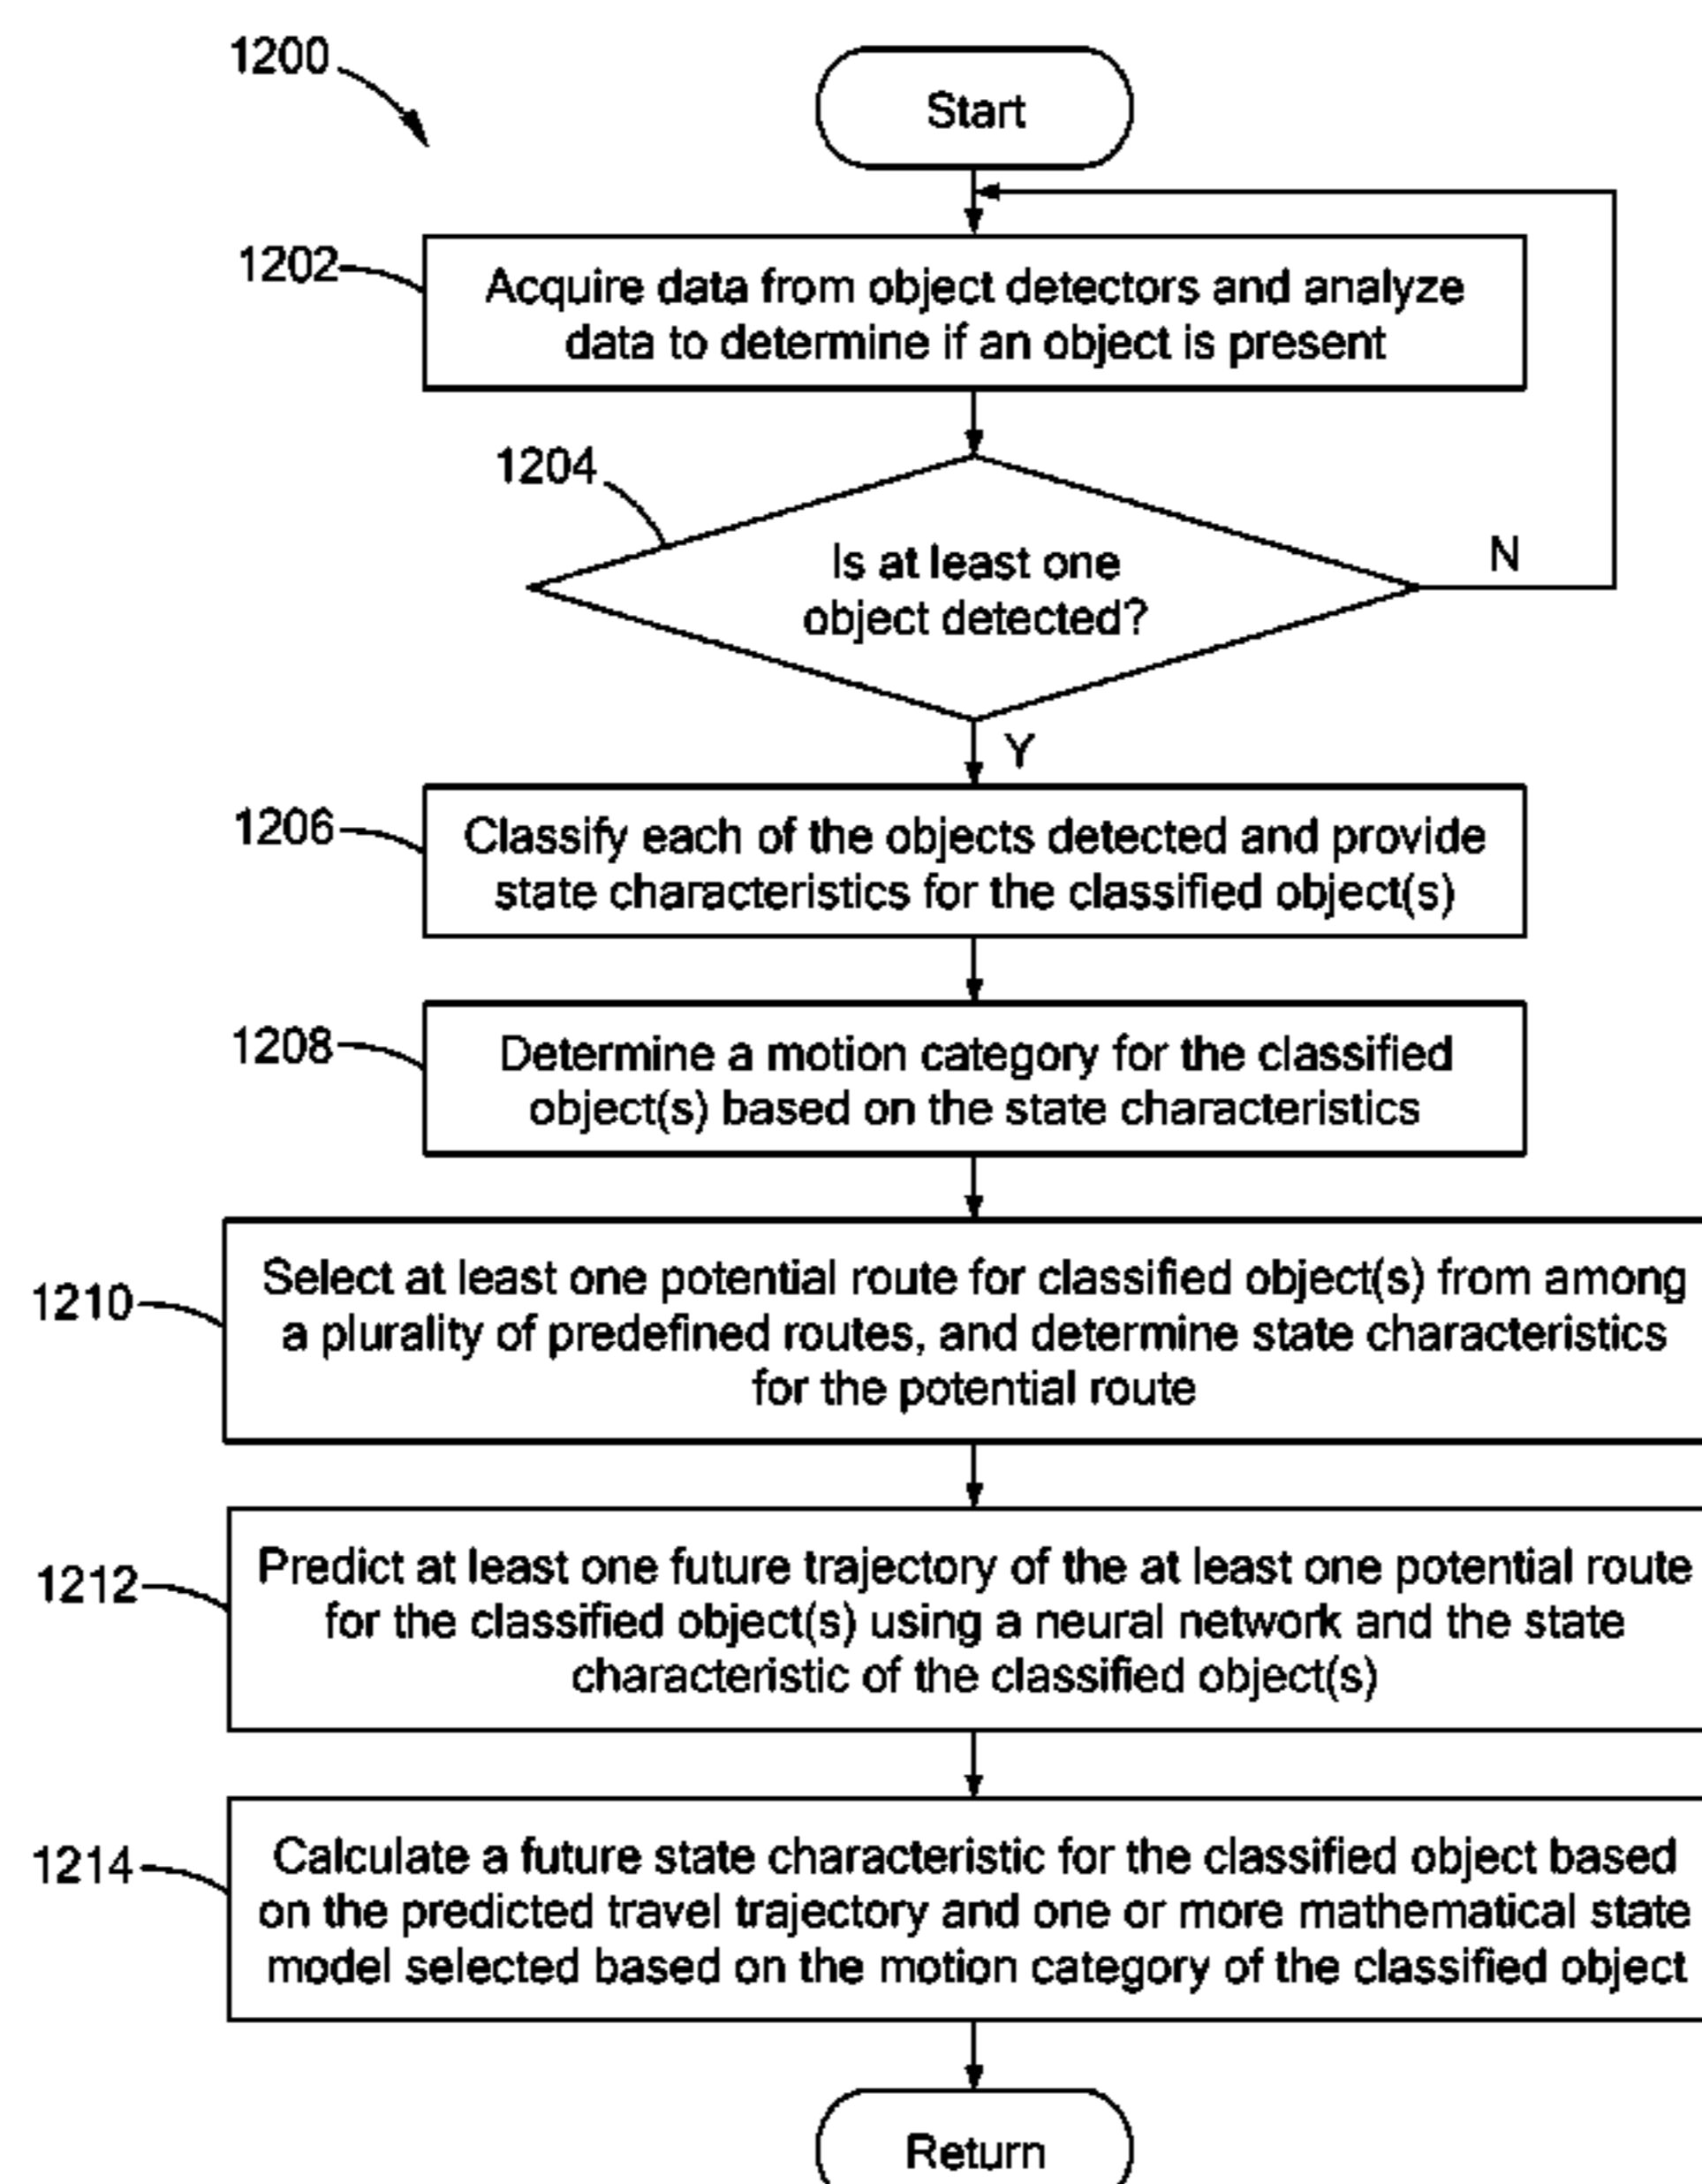 1200
Start
1202
Acquire data from object detectors and analyze
data to determine if an object is present
1204
Is at least one
object detected?
N
Y
1206
Classify each of the objects detected and provide
state characteristics for the classified object(s)
1208
Determine a motion category for the classified
object(s) based on the state characteristics
1210
Select at least one potential route for classified object(s) from among
a plurality of predefined routes, and determine state characteristics
for the potential route
1212
Predict at least one future trajectory of the at least one potential route
for the classified object(s) using a neural network and the state
characteristic of the classified object(s)
1214
Calculate a future state characteristic for the classified object based
on the predicted travel trajectory and one or more mathematical state
model selected based on the motion category of the classified object
Return